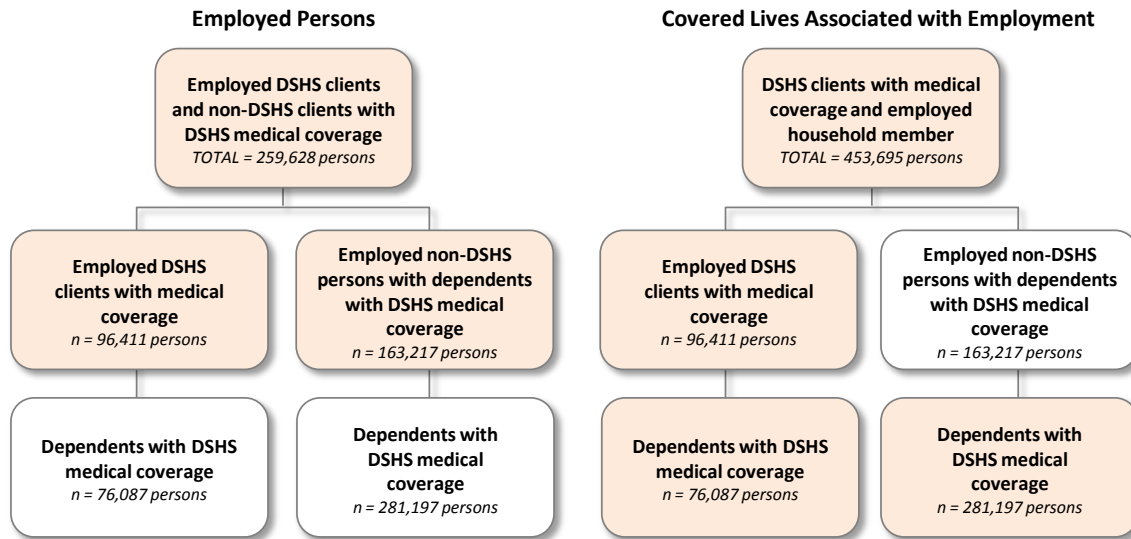 Employed Persons
Employed DSHS clients
and non-DSHS clients with
DSHS medical coverage
TOTAL = 259,628 persons
Employed DSHS
clients with medical
coverage
n = 96,411 persons
Employed non-DSHS
persons with dependents
with DSHS medical
coverage
n = 163,217 persons
Dependents with DSHS
medical coverage
n = 76,087 persons
Dependents with
DSHS medical
coverage
n = 281,197 persons
Covered Lives Associated with Employment
DSHS clients with medical
coverage and employed
household member
TOTAL = 453,695 persons
Employed DSHS
clients with medical
coverage
n = 96,411 persons
Employed non-DSHS
persons with dependents
with DSHS medical
coverage
n = 163,217 persons
Dependents with DSHS
medical coverage
n = 76,087 persons
Dependents with
DSHS medical
coverage
n = 281,197 persons